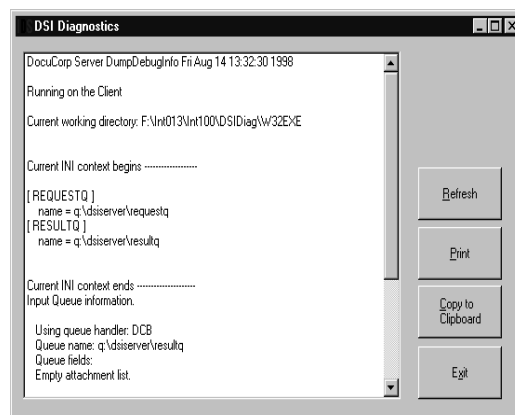 DSI Diagnostics
DocuCorp Server DumpDebugInfo Fri Aug 14 13:32:30 1998
Running on the Client
Current working directory: F:\Int013\Int100\DSIDiag\W32EXE
Current INI context begins ------------------
[ REQUESTQ ]
name = q:\dsiserver\requestq
[ RESULTQ ]
name = q:\dsiserver\resultq
Current INI context ends --------------------
Input Queue information.
Using queue handler: DCB
Queue name: q:\dsiserver\resultq
Queue fields:
Empty attachment list.
Refresh
Print
Copy to
Clipboard
Exit